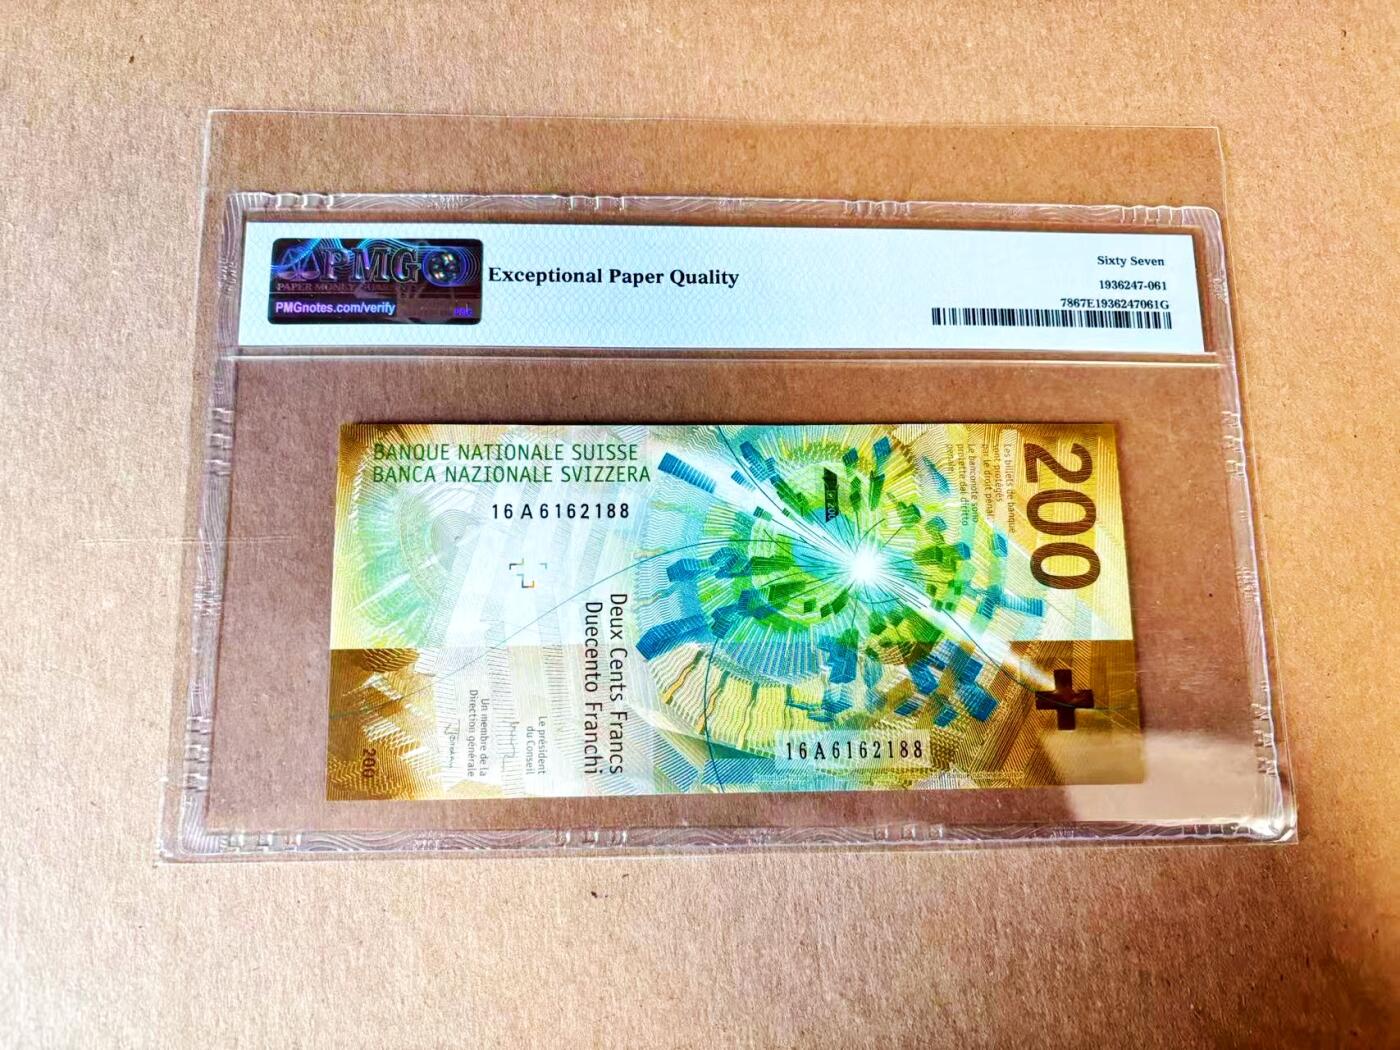 PMG
PAPER MONEY GUARANTY
PMGnotes.com/verify
Exceptional Paper Quality
Sixty Seven
1936247-061
7867E1936247061G
BANQUE NATIONALE SUISSE
BANCA NAZIONALE SVIZZERA
16A6162188
200
Les billets de banque
sont protégés
par le droit pénal.
Le banconote sono
protette dal diritto
penale.
Deux Cents Francs
Duecento Franchi
Le président
du Conseil
Un membre de la
Direction générale
200
16A6162188